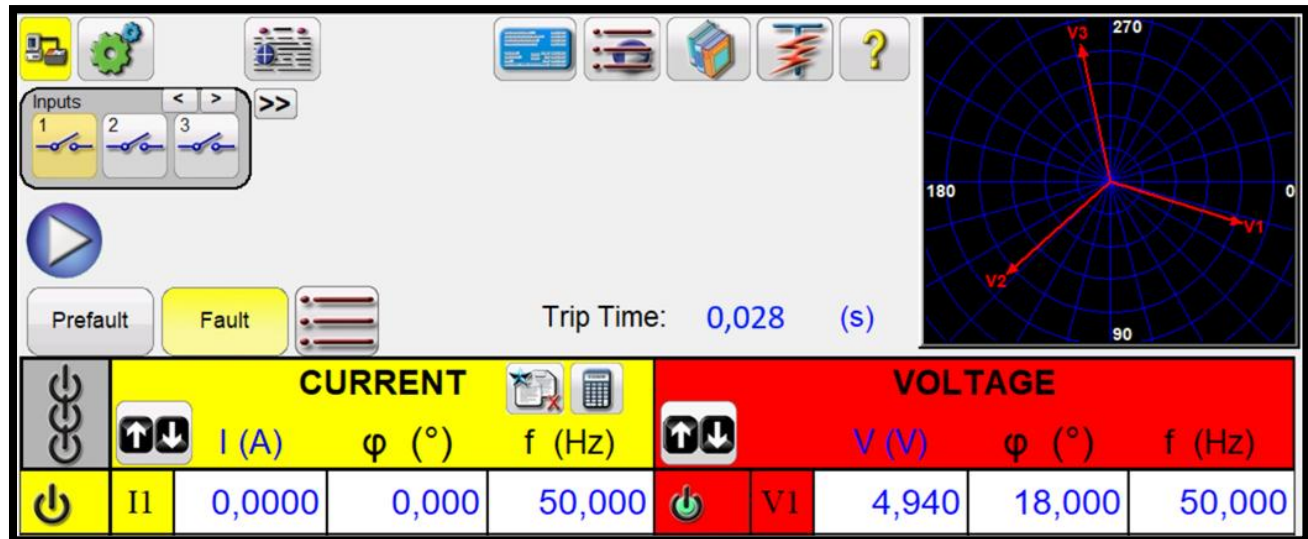 ?
Inputs
< >
>>
1 2 3
V3 270
180
0
V1
V2
90
Prefault Fault
Trip Time: 0,028 (s)
CURRENT VOLTAGE
I (A) φ (°) f (Hz) V (V) φ (°) f (Hz)
I1 0,0000 0,000 50,000 V1 4,940 18,000 50,000